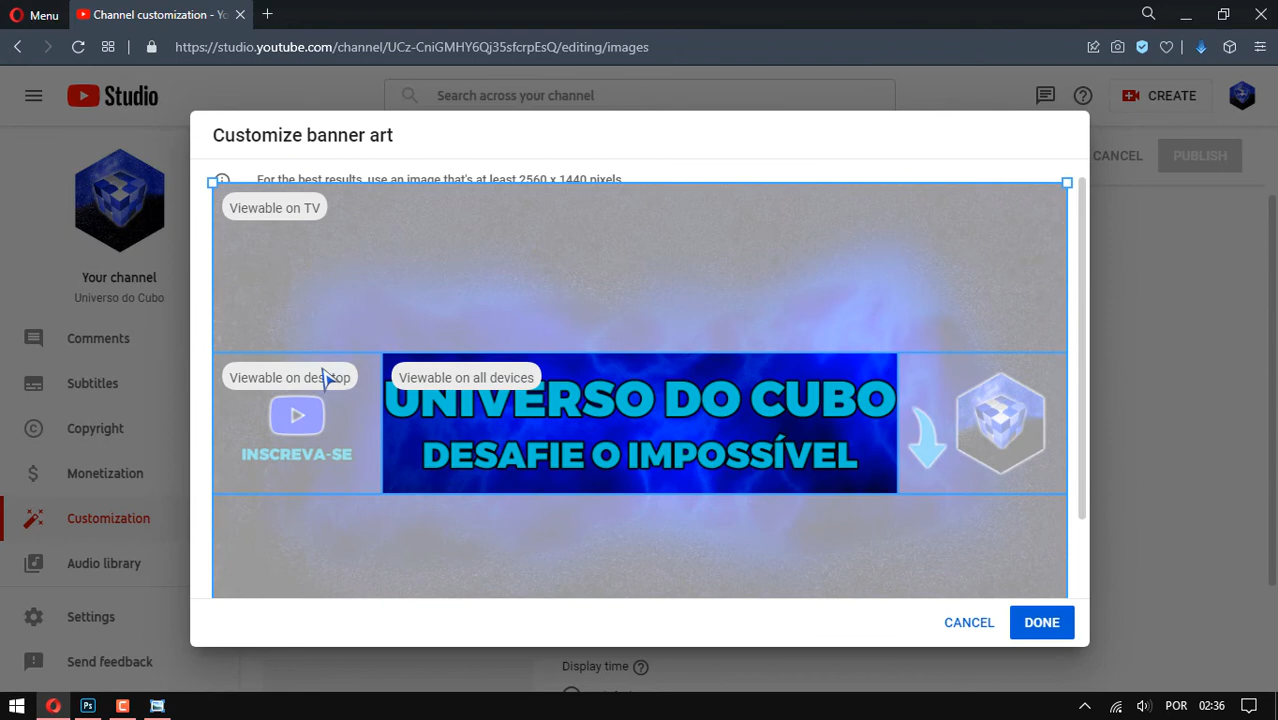 Menu
Channel customization - Yo
https://studio.youtube.com/channel/UCz-CniGMHY6Qj35sfcrpEsQ/editing/images
Studio
Search across your channel
CREATE
Customize banner art
CANCEL
PUBLISH
For the best results, use an image that's at least 2560 x 1440 pixels
Viewable on TV
Your channel
Universo do Cubo
Comments
Subtitles
Copyright
Monetization
Customization
Audio library
Settings
Send feedback
Viewable on desktop
Viewable on all devices
UNIVERSO DO CUBO
INSCREVA-SE
DESAFIE O IMPOSSÍVEL
CANCEL
DONE
Display time
Ps
C
POR
02:36